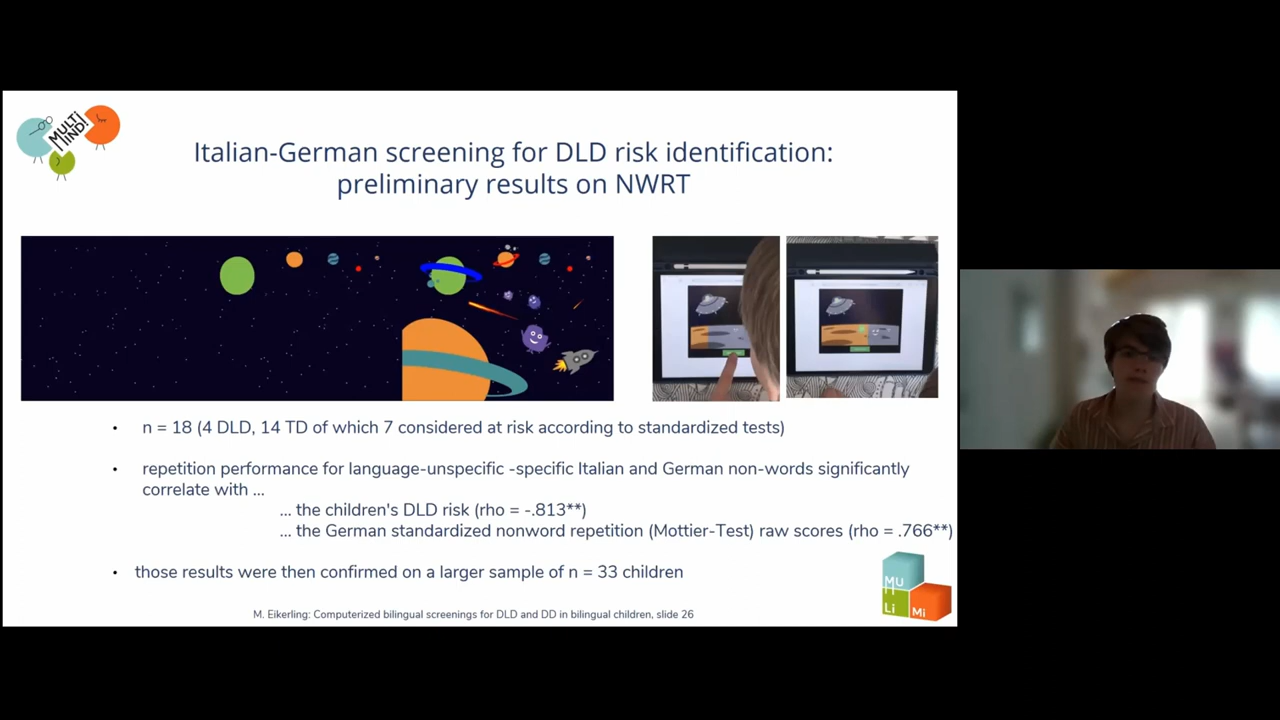 MULTI
MIND!
Italian-German screening for DLD risk identification:
preliminary results on NWRT
• n = 18 (4 DLD, 14 TD of which 7 considered at risk according to standardized tests)
• repetition performance for language-unspecific -specific Italian and German non-words significantly
correlate with ...
... the children's DLD risk (rho = -.813**)
... the German standardized nonword repetition (Mottier-Test) raw scores (rho = .766**)
• those results were then confirmed on a larger sample of n = 33 children
M. Eikerling: Computerized bilingual screenings for DLD and DD in bilingual children, slide 26
MU
Li Mi